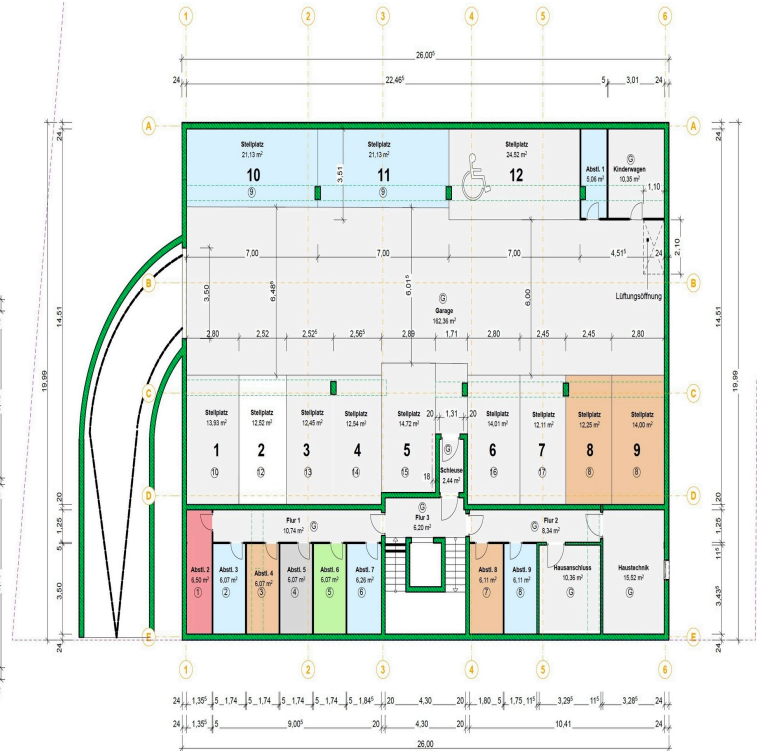 1 2 3 4 5 6
26,00⁵
24 22,46⁵ 5 3,01 24
A A
Stellplatz
21,13 m²
10
9
Stellplatz
21,13 m²
11
9
Stellplatz
24,52 m²
12
Abstl. 1
5,06 m²
G
Kinderwagen
10,35 m²
1,10
3,51
2,10
7,00 7,00 7,00 4,51⁵ 24
B B
3,50
6,48⁵
6,01⁵
6,00
Lüftungsöffnung
G
Garage
162,36 m²
2,80 2,52 2,52⁵ 2,56⁵ 2,89 1,71 2,80 2,45 2,45 2,80
C C
Stellplatz
13,93 m²
1
10
Stellplatz
12,52 m²
2
12
Stellplatz
12,45 m²
3
13
Stellplatz
12,54 m²
4
14
Stellplatz
14,72 m²
5
15
20 1,31 20
18
G
Schleuse
2,44 m²
Stellplatz
14,01 m²
6
16
Stellplatz
12,11 m²
7
17
Stellplatz
12,25 m²
8
8
Stellplatz
14,00 m²
9
8
D D
Flur 1
10,74 m²
G
G
Flur 3
6,20 m²
Flur 2
8,34 m²
G
Abstl. 2
6,50 m²
1
Abstl. 3
6,07 m²
2
Abstl. 4
6,07 m²
3
Abstl. 5
6,07 m²
4
Abstl. 6
6,07 m²
5
Abstl. 7
6,26 m²
6
Abstl. 8
6,11 m²
7
Abstl. 9
6,11 m²
8
Hausanschluss
10,36 m²
G
Haustechnik
15,52 m²
G
E E
24 14,51 20 1,25 5 3,50 24
19,99
24 14,51 20 1,25 11⁵ 3,43⁵ 24
19,99
1 2 3 4 5 6
24 1,35⁵ 5 1,74 5 1,74 5 1,74 5 1,74 5 1,84⁵ 20 4,30 20 1,80 5 1,75 11⁵ 3,29⁵ 11⁵ 3,28⁵ 24
24 1,35⁵ 5 9,00⁵ 20 4,30 20 10,41 24
26,00